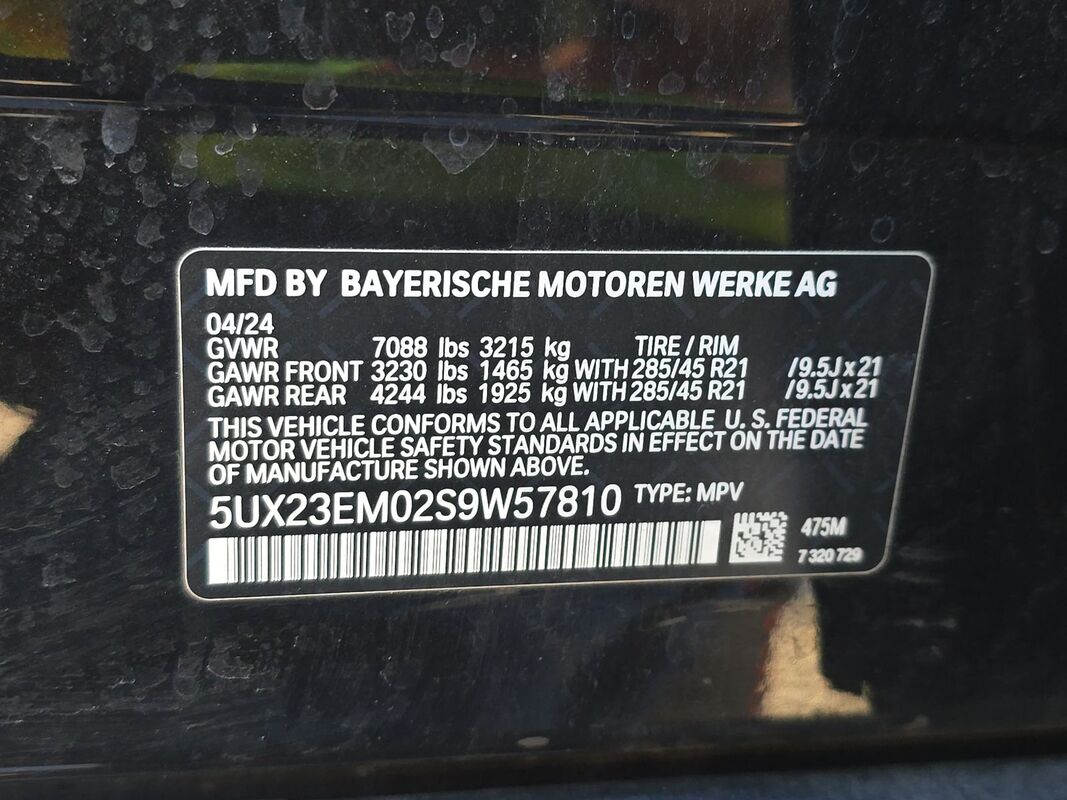 MFD BY BAYERISCHE MOTOREN WERKE AG
04/24
GVWR 7088 lbs 3215 kg TIRE / RIM
GAWR FRONT 3230 lbs 1465 kg WITH 285/45 R21 /9.5J x 21
GAWR REAR 4244 lbs 1925 kg WITH 285/45 R21 /9.5J x 21
THIS VEHICLE CONFORMS TO ALL APPLICABLE U. S. FEDERAL
MOTOR VEHICLE SAFETY STANDARDS IN EFFECT ON THE DATE
OF MANUFACTURE SHOWN ABOVE.
5UX23EM02S9W57810 TYPE: MPV
475M
7 320 729